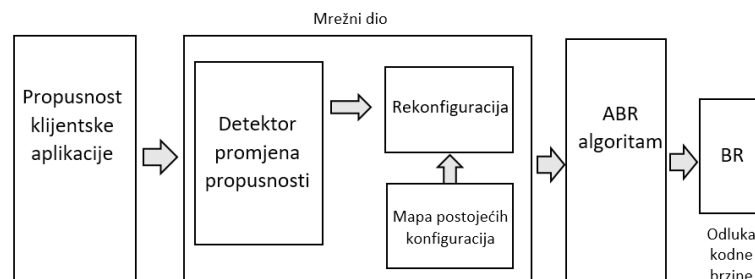 Mrežni dio
Propusnost
klijentske
aplikacije
Detektor
promjena
propusnosti
Rekonfiguracija
Mapa postojećih
konfiguracija
ABR
algoritam
BR
Odluka
kodne
brzine